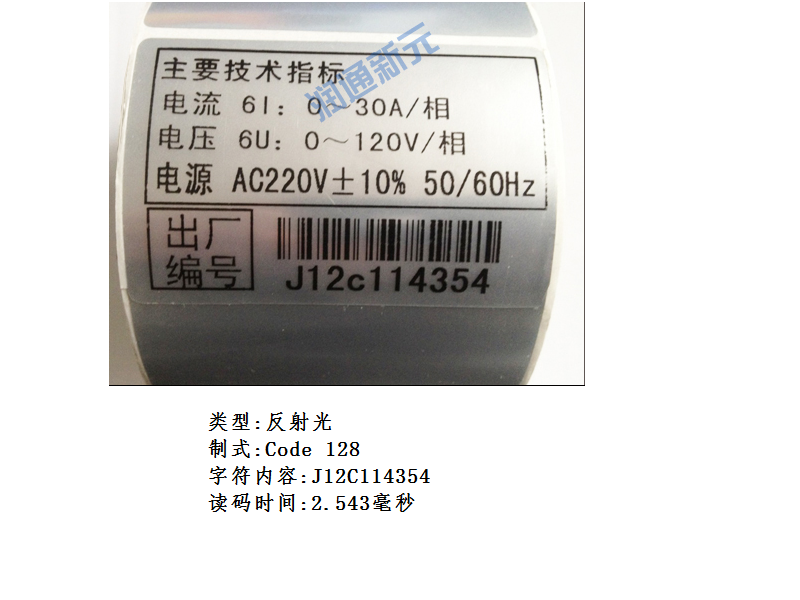 润通新元
主要技术指标
电流 6I: 0～30A/相
电压 6U: 0～120V/相
电源 AC220V±10% 50/60Hz
出厂
编号
J12c114354
类型:反射光
制式:Code 128
字符内容:J12C114354
读码时间:2.543毫秒